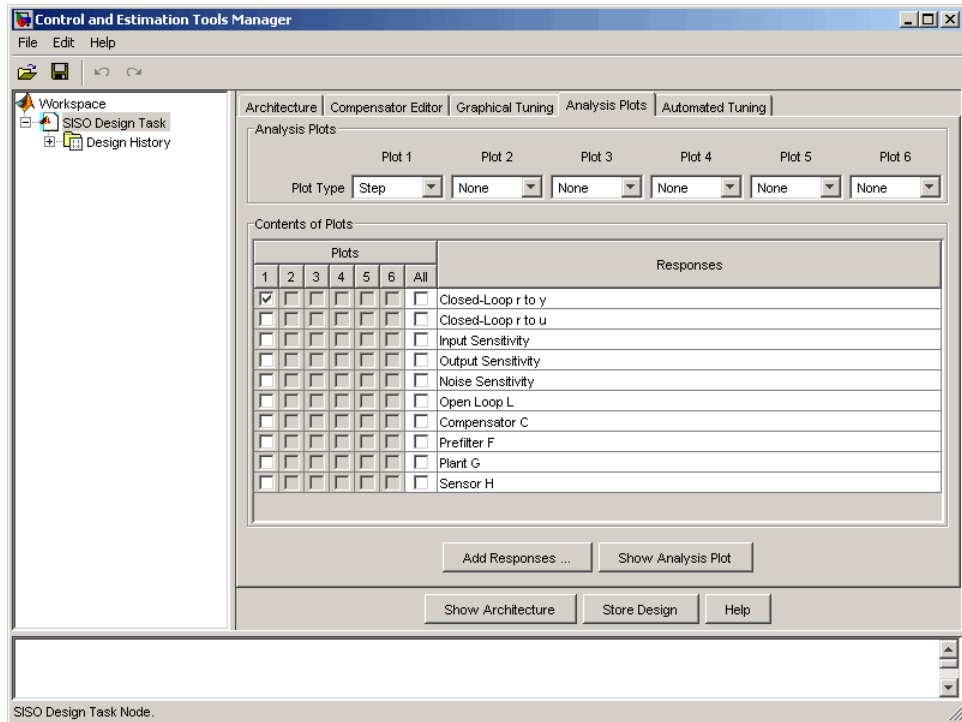 Control and Estimation Tools Manager
File Edit Help
Workspace
SISO Design Task
Design History
Architecture Compensator Editor Graphical Tuning Analysis Plots Automated Tuning
Analysis Plots
Plot 1 Plot 2 Plot 3 Plot 4 Plot 5 Plot 6
Plot Type Step None None None None None
Contents of Plots
Plots
Responses
1 2 3 4 5 6 All
Closed-Loop r to y
Closed-Loop r to u
Input Sensitivity
Output Sensitivity
Noise Sensitivity
Open Loop L
Compensator C
Prefilter F
Plant G
Sensor H
Add Responses ... Show Analysis Plot
Show Architecture Store Design Help
SISO Design Task Node.